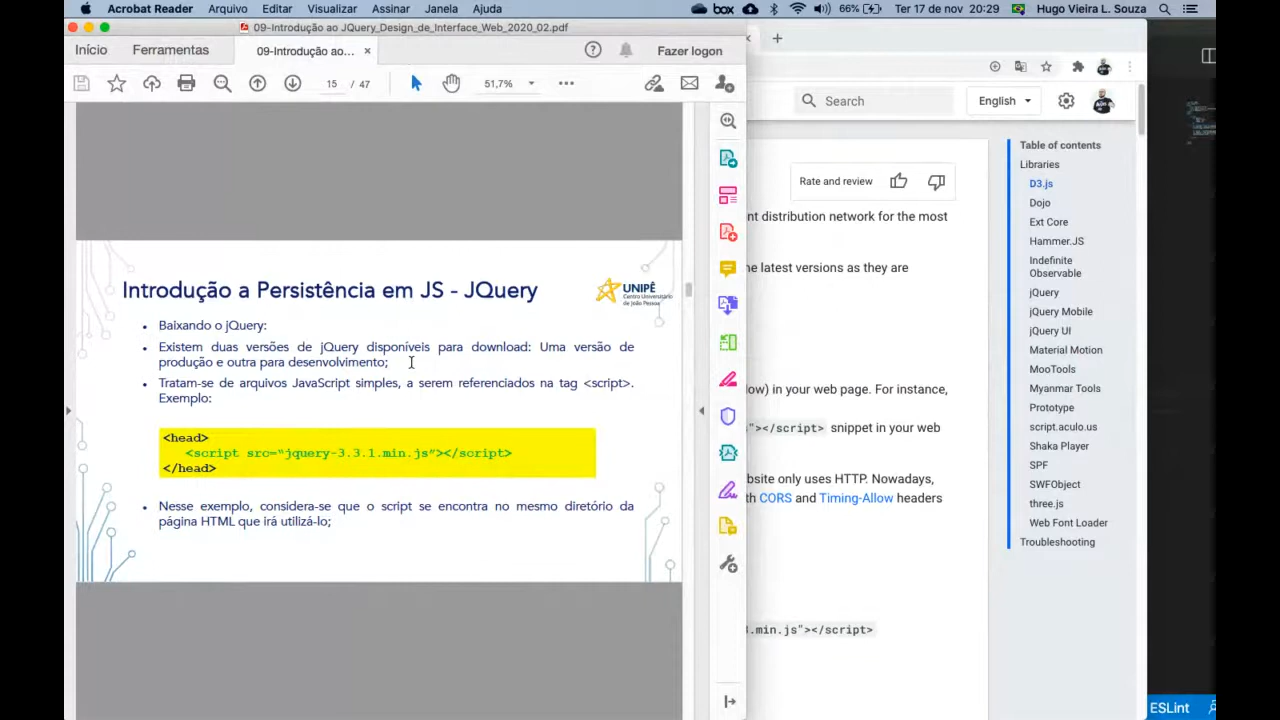 Acrobat Reader Arquivo Editar Visualizar Assinar Janela Ajuda box 66% Ter 17 de nov 20:29 Hugo Vieira L. Souza
09-Introdução ao JQuery_Design_de_Interface_Web_2020_02.pdf
Início Ferramentas 09-Introdução ao... × Fazer logon
15 / 47 51,7%
Introdução a Persistência em JS - JQuery
UNIPÊ
Centro Universitário
de João Pessoa
• Baixando o jQuery:
• Existem duas versões de jQuery disponíveis para download: Uma versão de
produção e outra para desenvolvimento;
• Tratam-se de arquivos JavaScript simples, a serem referenciados na tag <script>.
Exemplo:
<head>
<script src="jquery-3.3.1.min.js"></script>
</head>
• Nesse exemplo, considera-se que o script se encontra no mesmo diretório da
página HTML que irá utilizá-lo;
Search English
Rate and review
nt distribution network for the most
ne latest versions as they are
ow) in your web page. For instance,
"></script> snippet in your web
bsite only uses HTTP. Nowadays,
th CORS and Timing-Allow headers
.min.js"></script>
Table of contents
Libraries
D3.js
Dojo
Ext Core
Hammer.JS
Indefinite
Observable
jQuery
jQuery Mobile
jQuery UI
Material Motion
MooTools
Myanmar Tools
Prototype
script.aculo.us
Shaka Player
SPF
SWFObject
three.js
Web Font Loader
Troubleshooting
ESLint